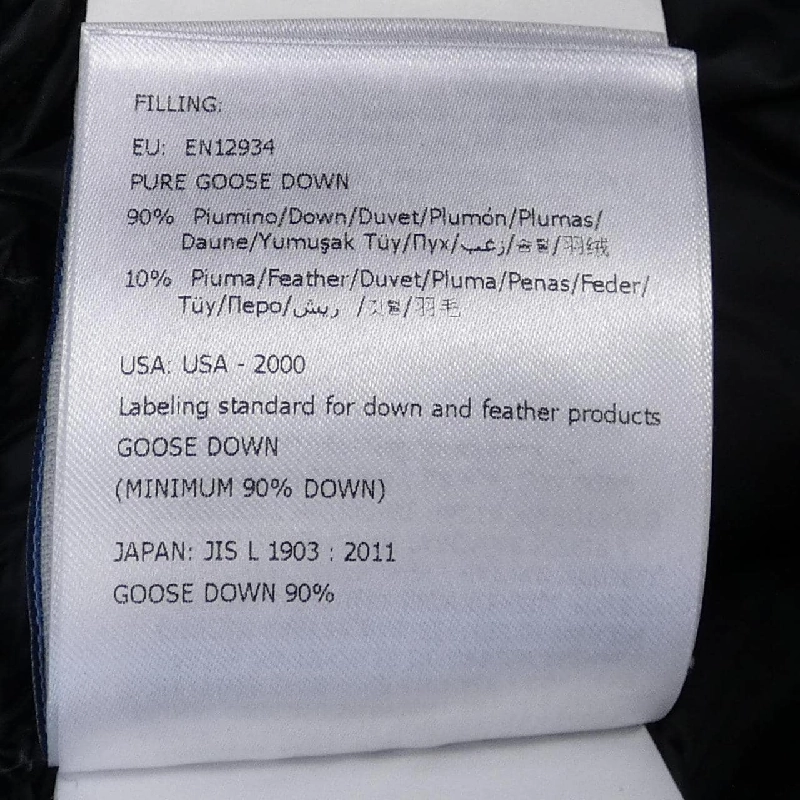 FILLING:
EU: EN12934
PURE GOOSE DOWN
90% Piumino/Down/Duvet/Plumón/Plumas/
Daune/Yumuşak Tüy/Пух/زغب/솜털/羽绒
10% Piuma/Feather/Duvet/Pluma/Penas/Feder/
Tüy/Перо/ريش /깃털/羽毛
USA: USA - 2000
Labeling standard for down and feather products
GOOSE DOWN
(MINIMUM 90% DOWN)
JAPAN: JIS L 1903 : 2011
GOOSE DOWN 90%